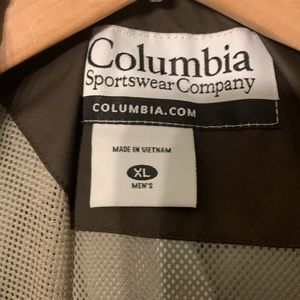 Columbia
Sportswear Company
COLUMBIA.COM
MADE IN VIETNAM
XL
MEN'S